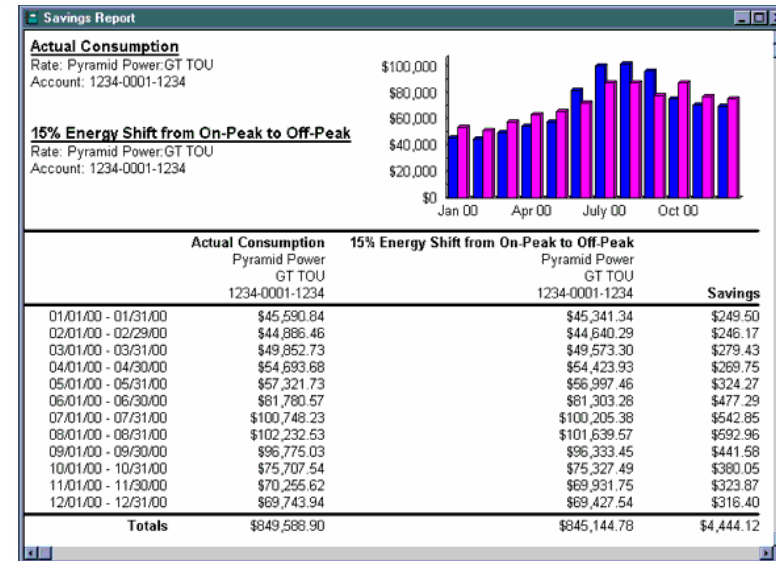 Savings Report
Actual Consumption
Rate: Pyramid Power:GT TOU
Account: 1234-0001-1234
15% Energy Shift from On-Peak to Off-Peak
Rate: Pyramid Power:GT TOU
Account: 1234-0001-1234
$100,000
$80,000
$60,000
$40,000
$20,000
$0
Jan 00 Apr 00 July 00 Oct 00
Actual Consumption 15% Energy Shift from On-Peak to Off-Peak
Pyramid Power Pyramid Power
GT TOU GT TOU
1234-0001-1234 1234-0001-1234 Savings
01/01/00 - 01/31/00 $45,590.84 $45,341.34 $249.50
02/01/00 - 02/29/00 $44,886.46 $44,640.29 $246.17
03/01/00 - 03/31/00 $49,852.73 $49,573.30 $279.43
04/01/00 - 04/30/00 $54,693.68 $54,423.93 $269.75
05/01/00 - 05/31/00 $57,321.73 $56,997.46 $324.27
06/01/00 - 06/30/00 $81,780.57 $81,303.28 $477.29
07/01/00 - 07/31/00 $100,748.23 $100,205.38 $542.85
08/01/00 - 08/31/00 $102,232.53 $101,639.57 $592.96
09/01/00 - 09/30/00 $96,775.03 $96,333.45 $441.58
10/01/00 - 10/31/00 $75,707.54 $75,327.49 $380.05
11/01/00 - 11/30/00 $70,255.62 $69,931.75 $323.87
12/01/00 - 12/31/00 $69,743.94 $69,427.54 $316.40
Totals $849,588.90 $845,144.78 $4,444.12